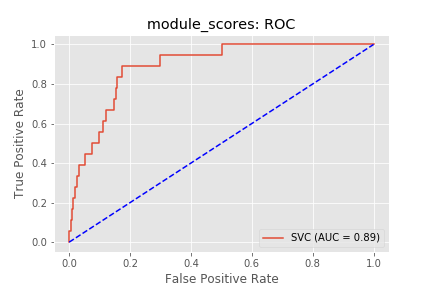 module_scores: ROC
1.0
0.8
0.6
0.4
0.2
0.0
True Positive Rate
SVC (AUC = 0.89)
0.0 0.2 0.4 0.6 0.8 1.0
False Positive Rate